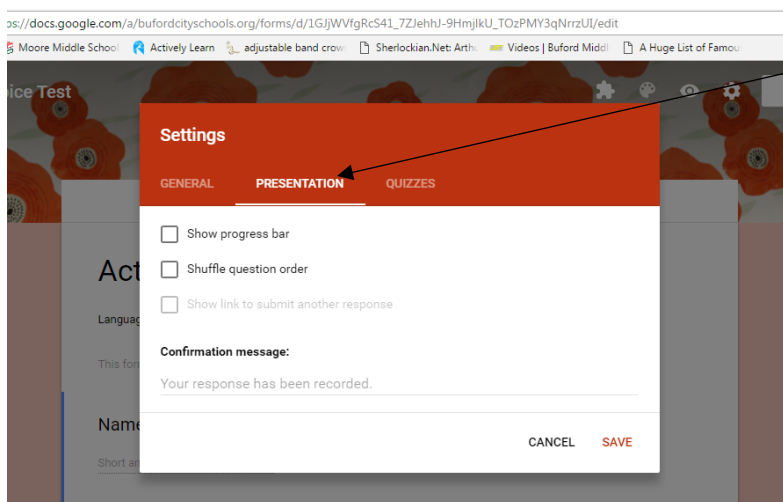 ps://docs.google.com/a/bufordcityschools.org/forms/d/1GJjWVfgRcS41_7ZJehhJ-9HmjlkU_TOzPMY3qNrrzUI/edit
Moore Middle School Actively Learn adjustable band crow Sherlockian.Net: Arth Videos | Buford Middl A Huge List of Famou
ice Test
Settings
GENERAL PRESENTATION QUIZZES
Show progress bar
Shuffle question order
Act
Show link to submit another response
Languag
Confirmation message:
This for
Your response has been recorded.
Name
CANCEL SAVE
Short an